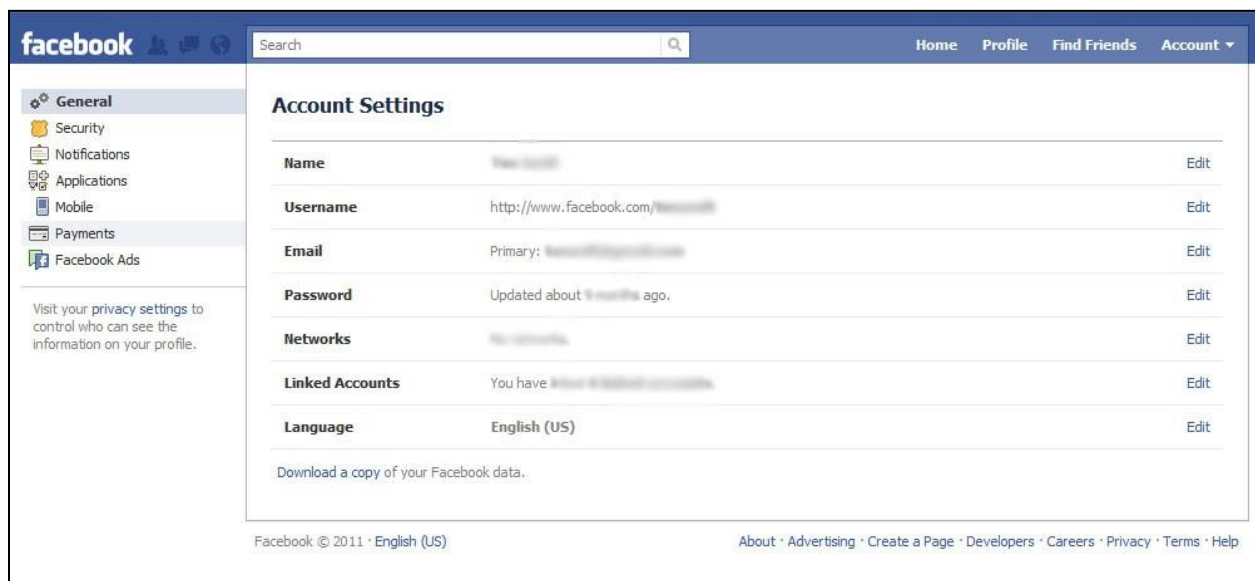 facebook
Search
Home Profile Find Friends Account
General
Security
Notifications
Applications
Mobile
Payments
Facebook Ads
Visit your privacy settings to
control who can see the
information on your profile.
Account Settings
Name Edit
Username http://www.facebook.com/ Edit
Email Primary: Edit
Password Updated about ago. Edit
Networks Edit
Linked Accounts You have Edit
Language English (US) Edit
Download a copy of your Facebook data.
Facebook © 2011 · English (US)
About · Advertising · Create a Page · Developers · Careers · Privacy · Terms · Help